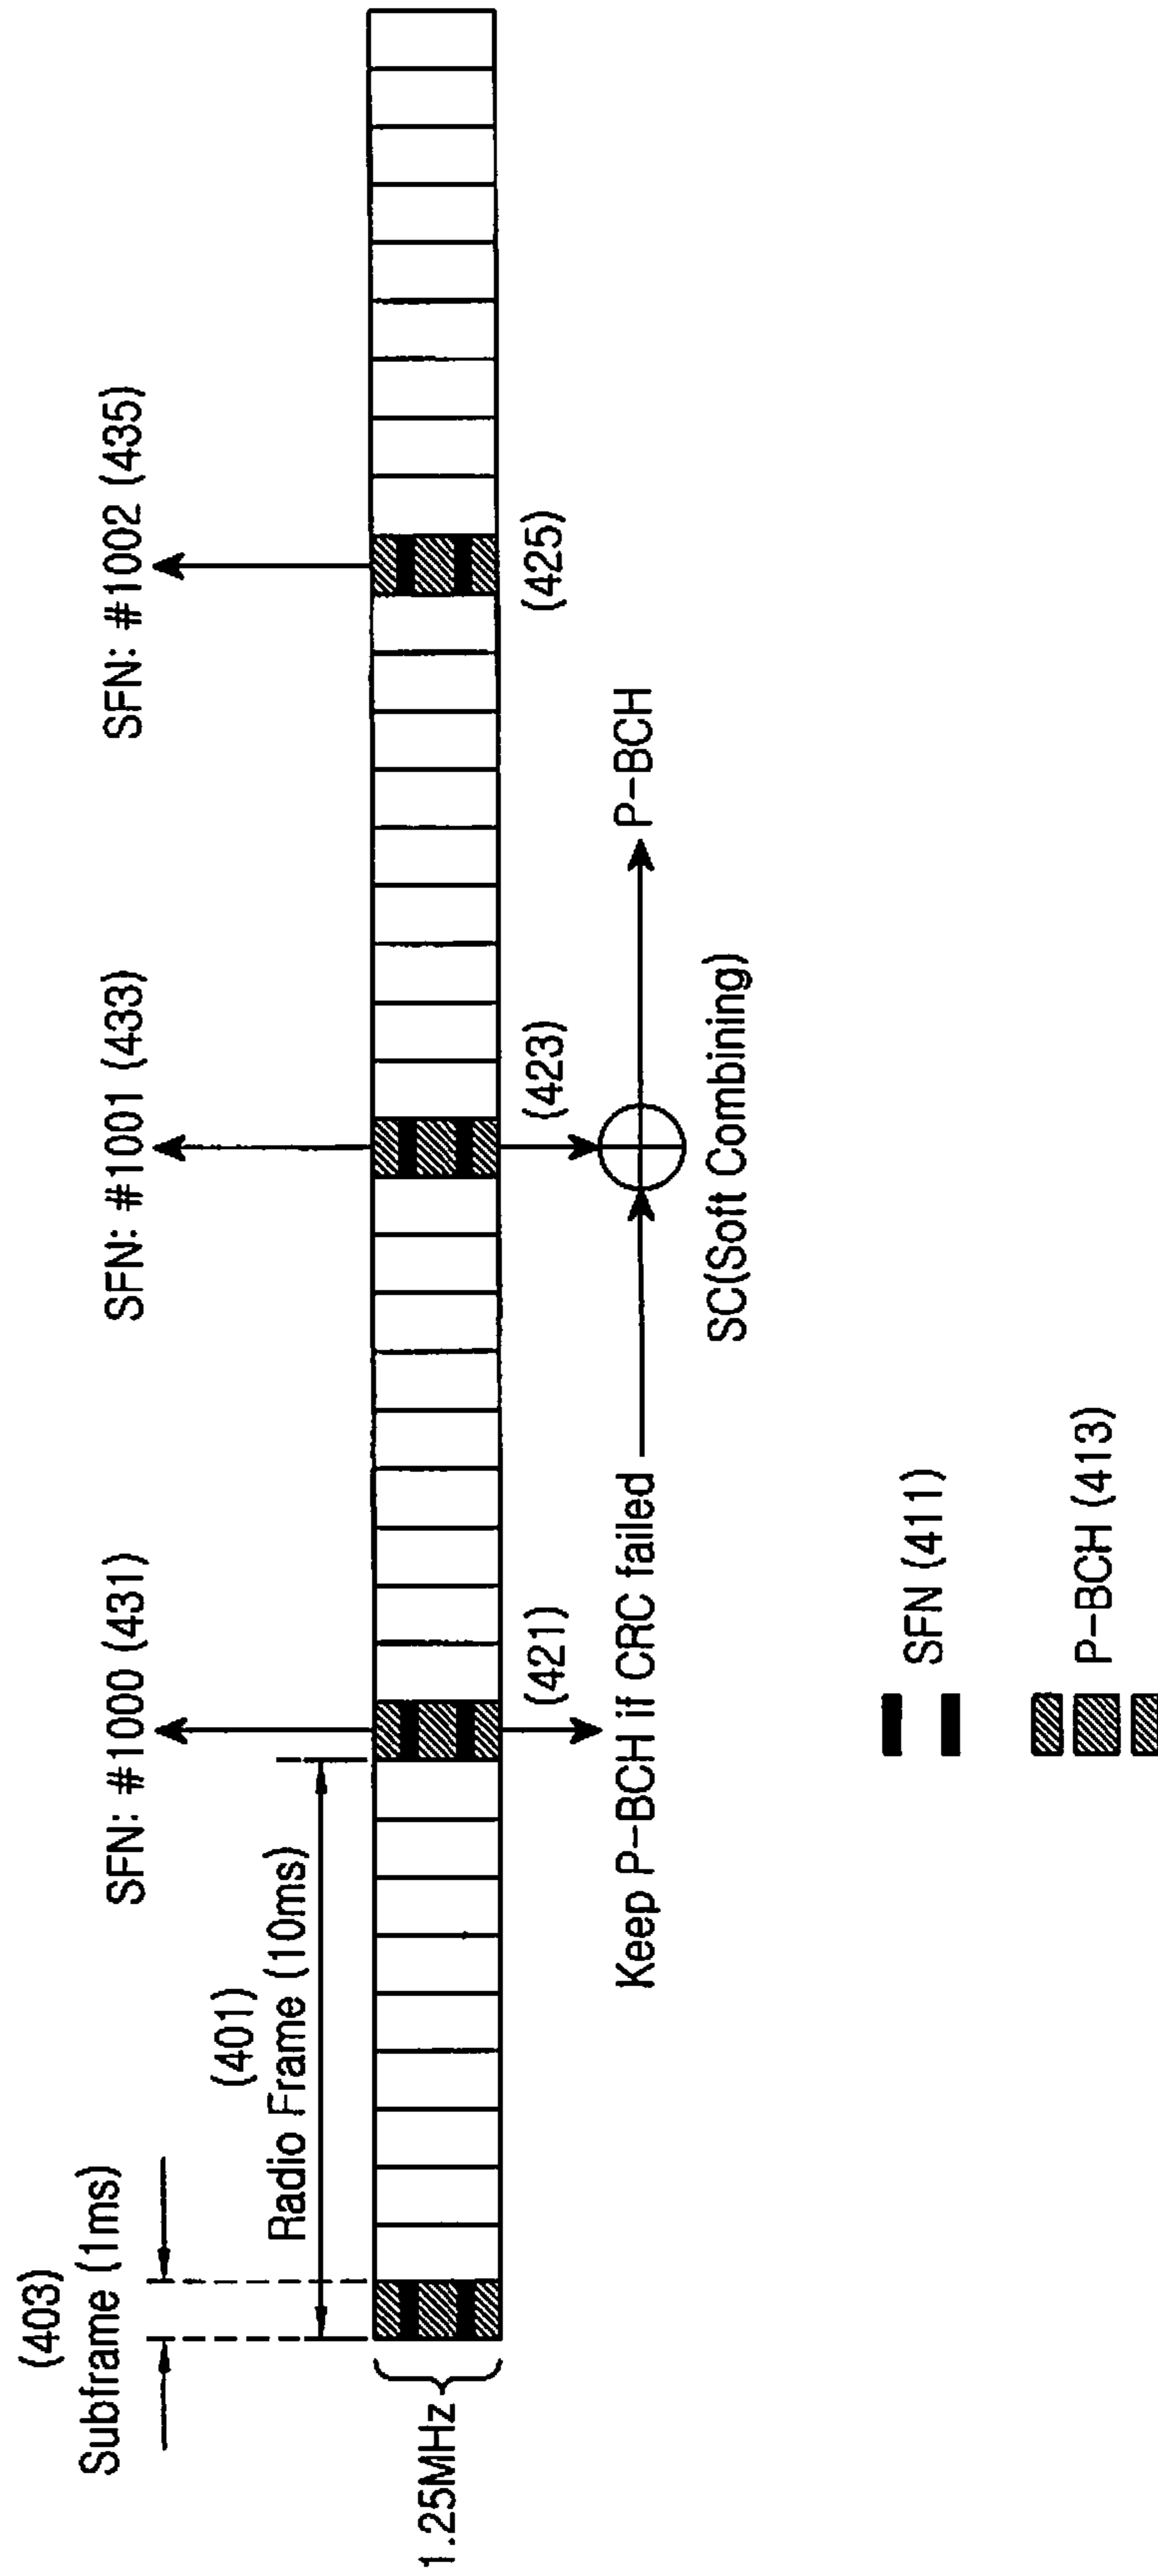 (403)
Subframe (1ms)
(401)
Radio Frame (10ms)
SFN: #1000 (431)
SFN: #1001 (433)
SFN: #1002 (435)
1.25MHz
(421)
(423)
(425)
Keep P-BCH if CRC failed
P-BCH
SC(Soft Combining)
SFN (411)
P-BCH (413)